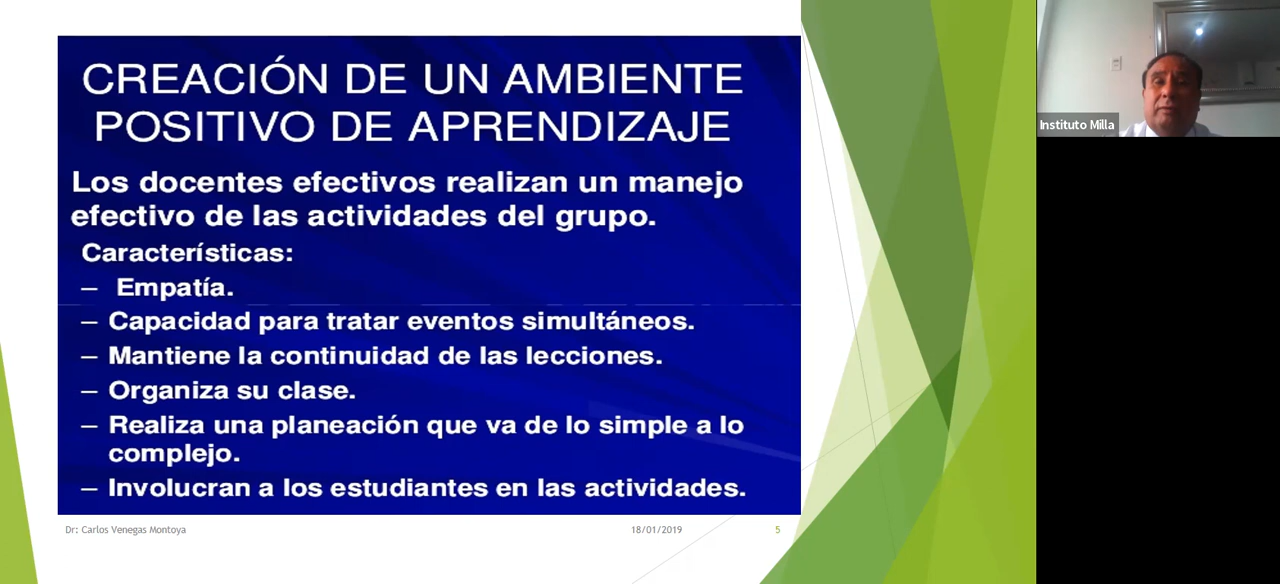 CREACIÓN DE UN AMBIENTE
POSITIVO DE APRENDIZAJE
Los docentes efectivos realizan un manejo
efectivo de las actividades del grupo.
Características:
– Empatía.
– Capacidad para tratar eventos simultáneos.
– Mantiene la continuidad de las lecciones.
– Organiza su clase.
– Realiza una planeación que va de lo simple a lo
complejo.
– Involucran a los estudiantes en las actividades.
Dr: Carlos Venegas Montoya
18/01/2019
5
Instituto Milla